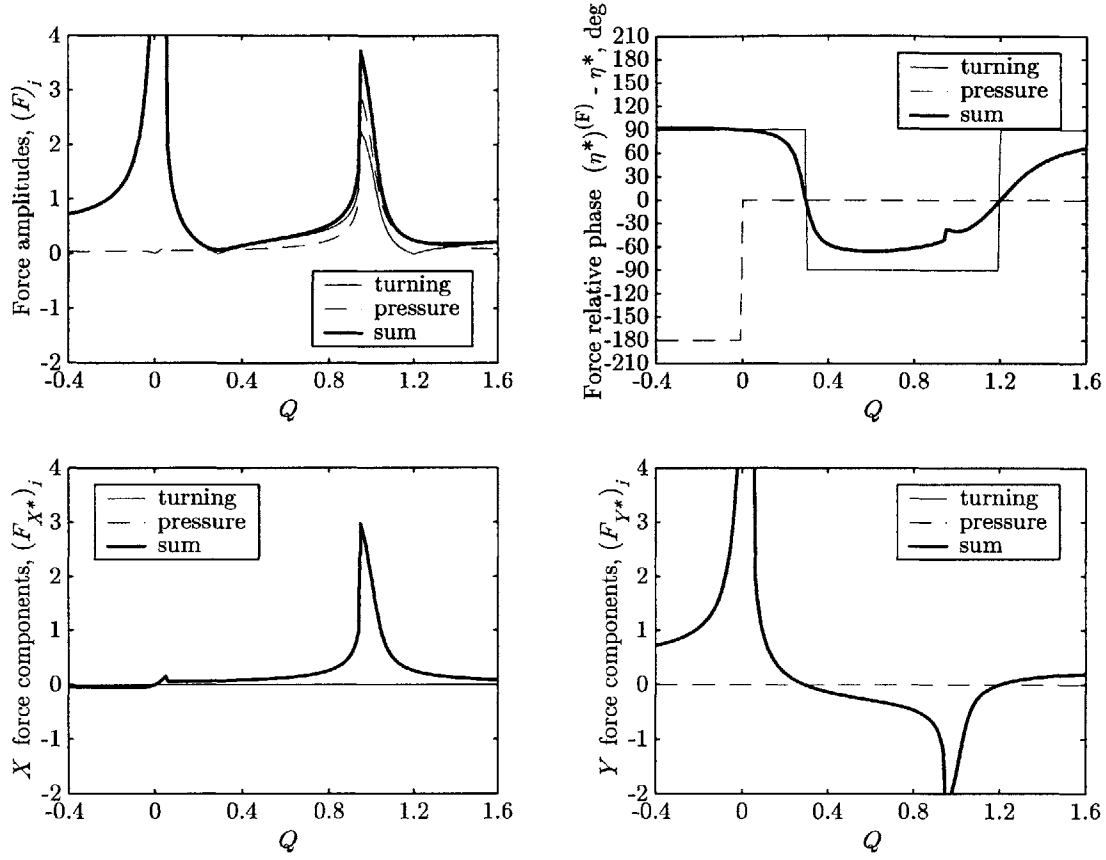 Force amplitudes, (F)_i
4
3
2
1
0
-1
-2
turning
pressure
sum
-0.4 0 0.4 0.8 1.2 1.6
Q
Force relative phase (η*)^(F) - η*, deg
210
180
150
120
90
60
30
0
-30
-60
-90
-120
-150
-180
-210
turning
pressure
sum
-0.4 0 0.4 0.8 1.2 1.6
Q
X force components, (F_X*)_i
4
3
2
1
0
-1
-2
turning
pressure
sum
-0.4 0 0.4 0.8 1.2 1.6
Q
Y force components, (F_Y*)_i
4
3
2
1
0
-1
-2
turning
pressure
sum
-0.4 0 0.4 0.8 1.2 1.6
Q